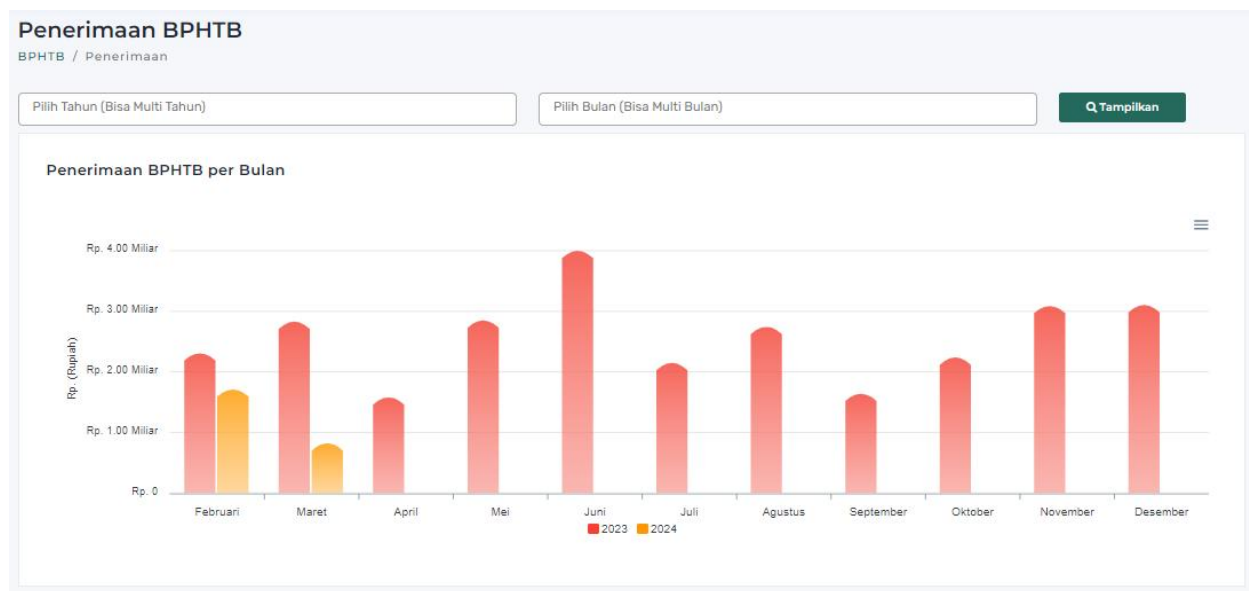 Penerimaan BPHTB
BPHTB / Penerimaan
Pilih Tahun (Bisa Multi Tahun)
Pilih Bulan (Bisa Multi Bulan)
Tampilkan
Penerimaan BPHTB per Bulan
Rp. 4.00 Miliar
Rp. 3.00 Miliar
Rp. 2.00 Miliar
Rp. 1.00 Miliar
Rp. 0
Rp. (Rupiah)
Februari Maret April Mei Juni Juli Agustus September Oktober November Desember
2023 2024